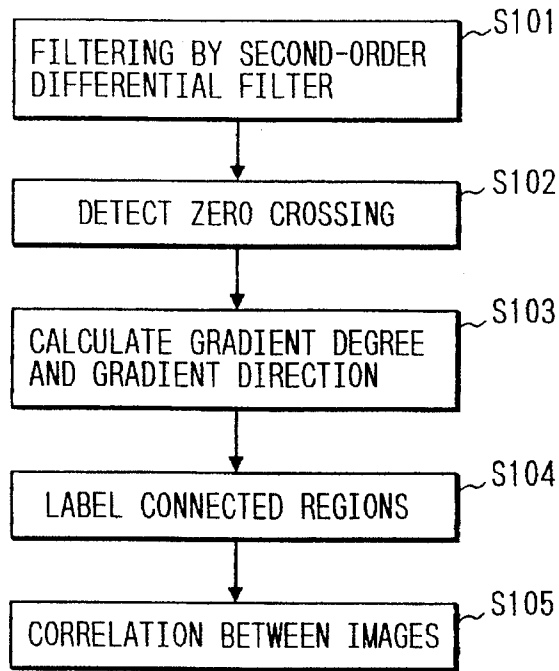 S101
FILTERING BY SECOND-ORDER
DIFFERENTIAL FILTER
S102
DETECT ZERO CROSSING
S103
CALCULATE GRADIENT DEGREE
AND GRADIENT DIRECTION
S104
LABEL CONNECTED REGIONS
S105
CORRELATION BETWEEN IMAGES